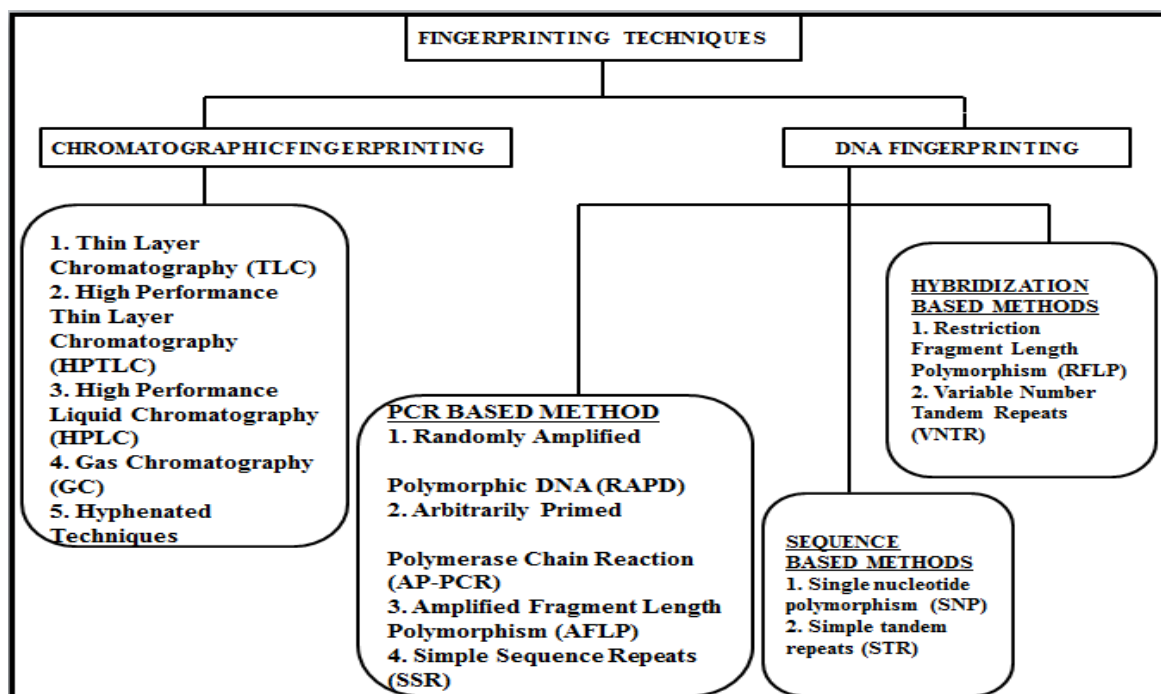 FINGERPRINTING TECHNIQUES
CHROMATOGRAPHICFINGERPRINTING
DNA FINGERPRINTING
1. Thin Layer
Chromatography (TLC)
2. High Performance
Thin Layer
Chromatography
(HPTLC)
3. High Performance
Liquid Chromatography
(HPLC)
4. Gas Chromatography
(GC)
5. Hyphenated
Techniques
PCR BASED METHOD
1. Randomly Amplified
Polymorphic DNA (RAPD)
2. Arbitrarily Primed
Polymerase Chain Reaction
(AP-PCR)
3. Amplified Fragment Length
Polymorphism (AFLP)
4. Simple Sequence Repeats
(SSR)
SEQUENCE
BASED METHODS
1. Single nucleotide
polymorphism (SNP)
2. Simple tandem
repeats (STR)
HYBRIDIZATION
BASED METHODS
1. Restriction
Fragment Length
Polymorphism (RFLP)
2. Variable Number
Tandem Repeats
(VNTR)